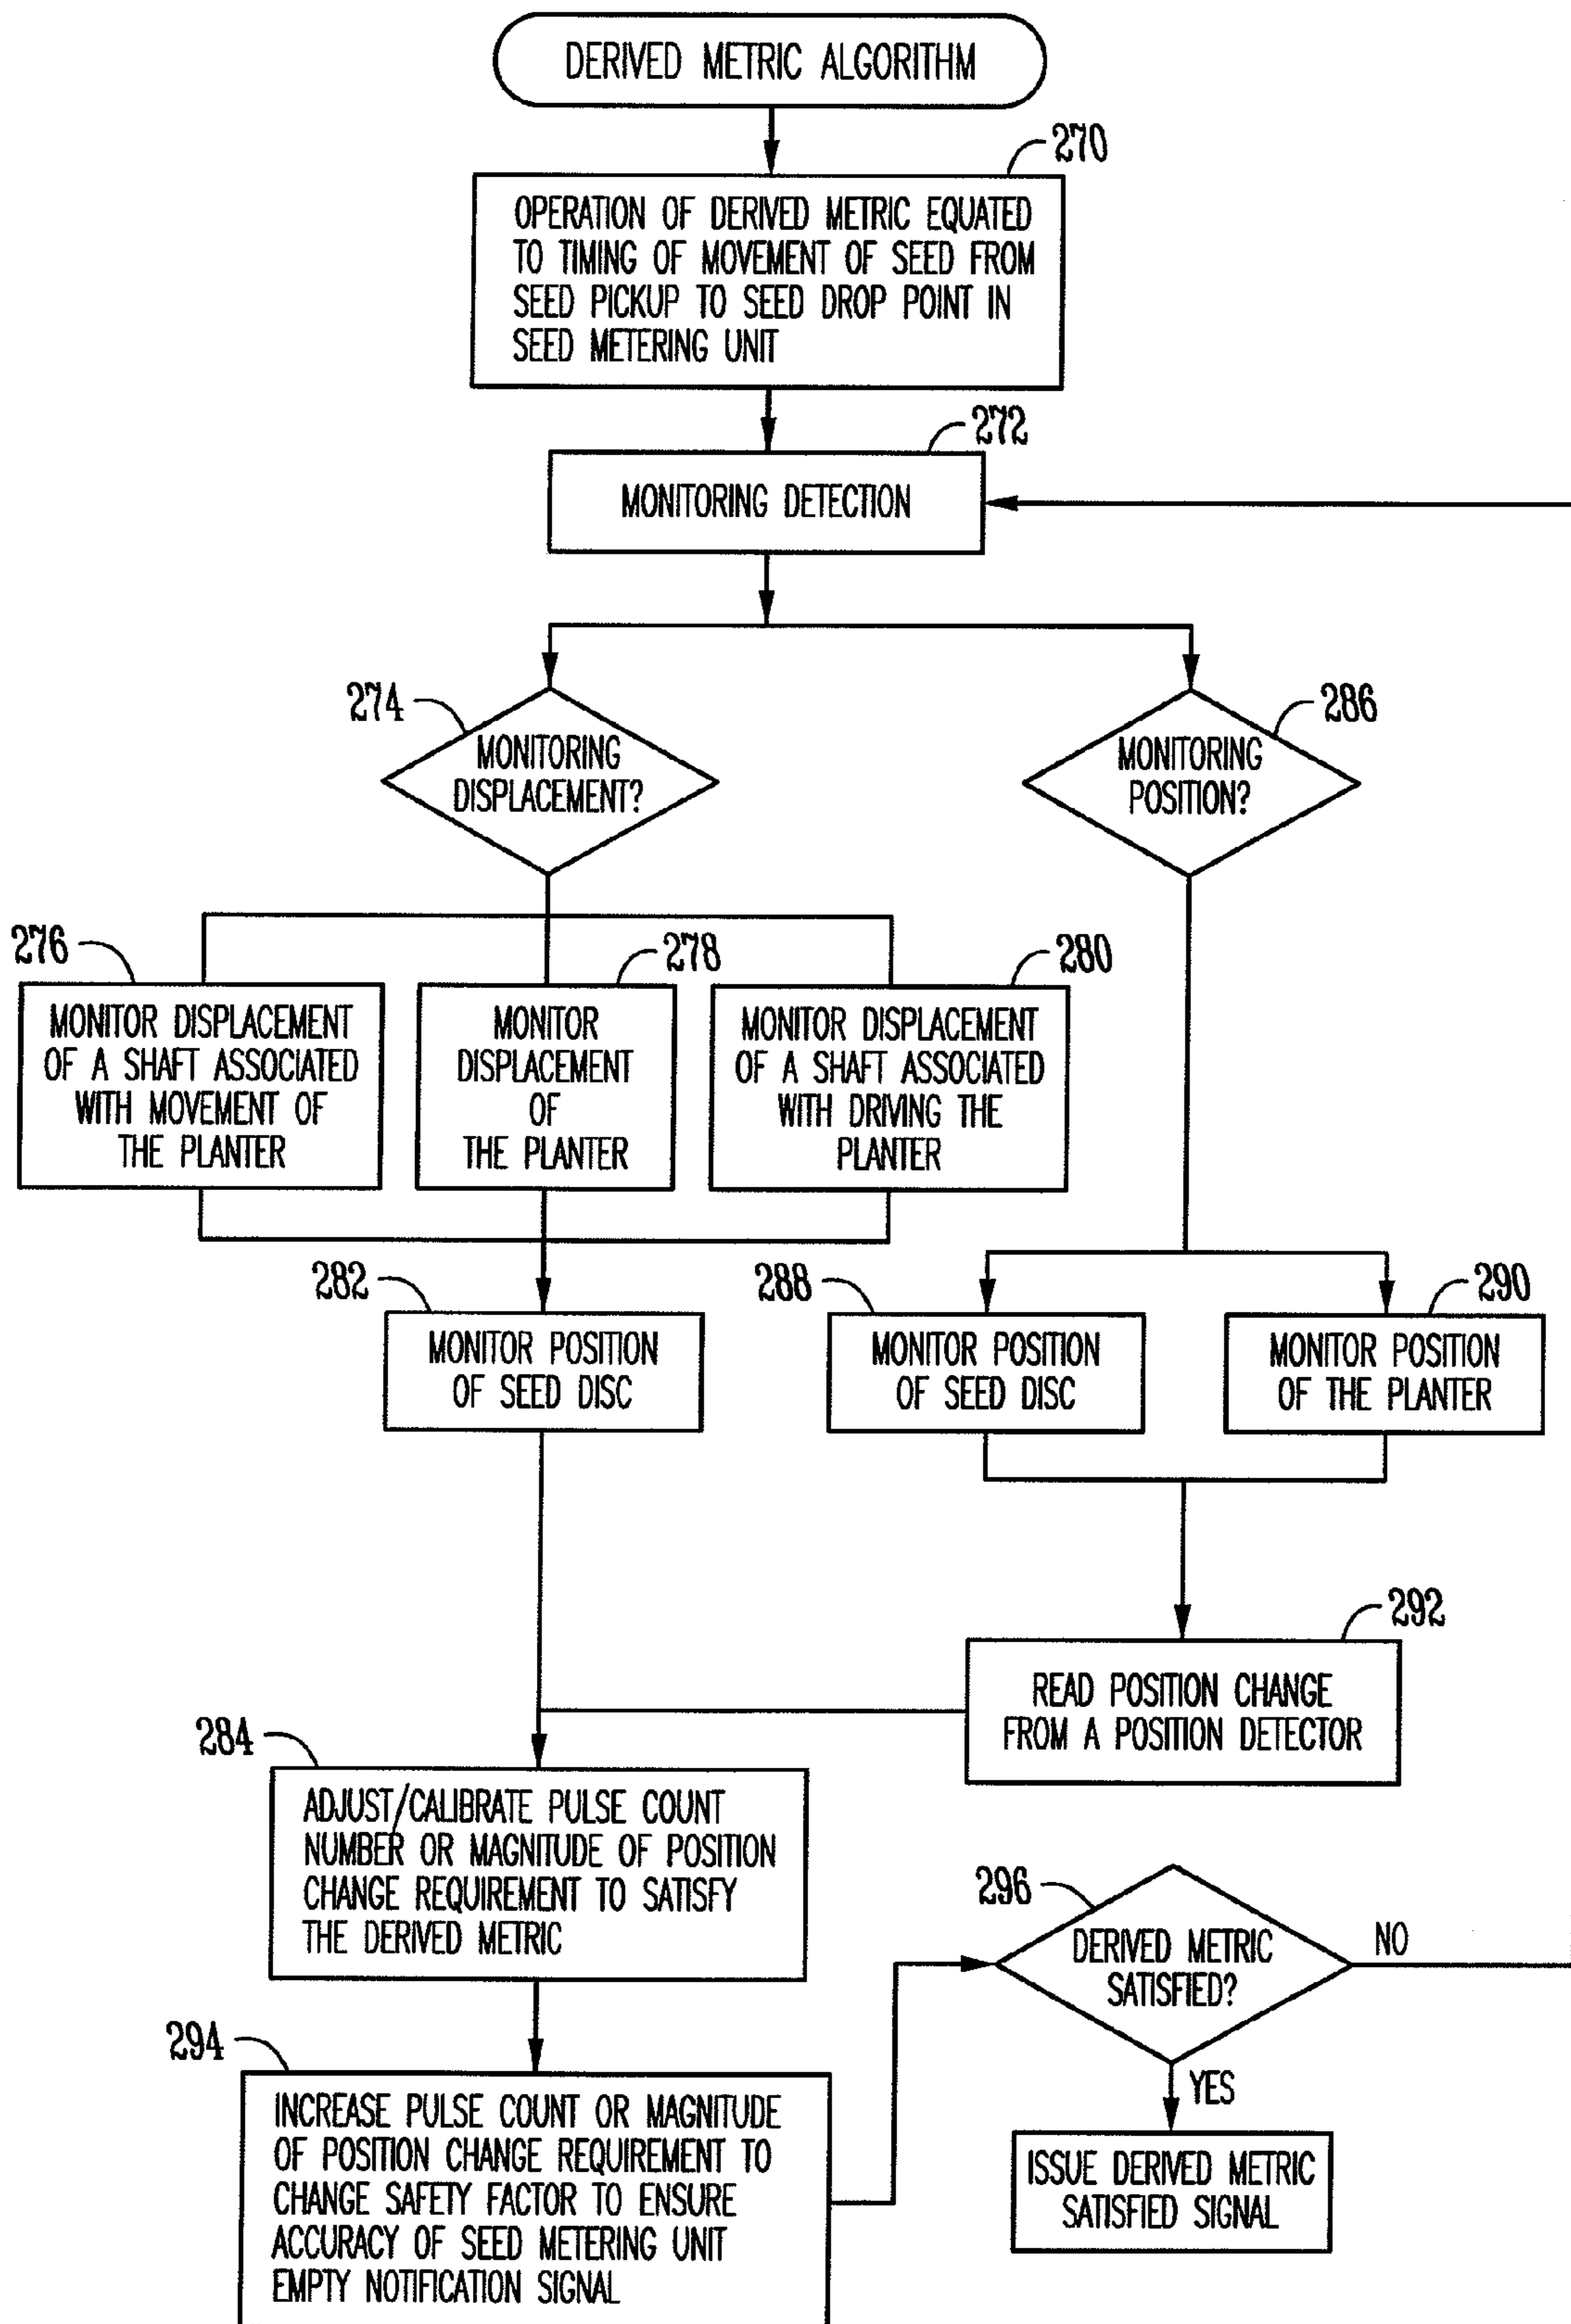 DERIVED METRIC ALGORITHM
270
OPERATION OF DERIVED METRIC EQUATED
TO TIMING OF MOVEMENT OF SEED FROM
SEED PICKUP TO SEED DROP POINT IN
SEED METERING UNIT
272
MONITORING DETECTION
274
MONITORING
DISPLACEMENT?
286
MONITORING
POSITION?
276
MONITOR DISPLACEMENT
OF A SHAFT ASSOCIATED
WITH MOVEMENT OF
THE PLANTER
278
MONITOR
DISPLACEMENT
OF
THE PLANTER
280
MONITOR DISPLACEMENT
OF A SHAFT ASSOCIATED
WITH DRIVING THE
PLANTER
282
MONITOR POSITION
OF SEED DISC
288
MONITOR POSITION
OF SEED DISC
290
MONITOR POSITION
OF THE PLANTER
292
READ POSITION CHANGE
FROM A POSITION DETECTOR
284
ADJUST/CALIBRATE PULSE COUNT
NUMBER OR MAGNITUDE OF POSITION
CHANGE REQUIREMENT TO SATISFY
THE DERIVED METRIC
296
DERIVED METRIC
SATISFIED?
NO
YES
ISSUE DERIVED METRIC
SATISFIED SIGNAL
294
INCREASE PULSE COUNT OR MAGNITUDE
OF POSITION CHANGE REQUIREMENT TO
CHANGE SAFETY FACTOR TO ENSURE
ACCURACY OF SEED METERING UNIT
EMPTY NOTIFICATION SIGNAL